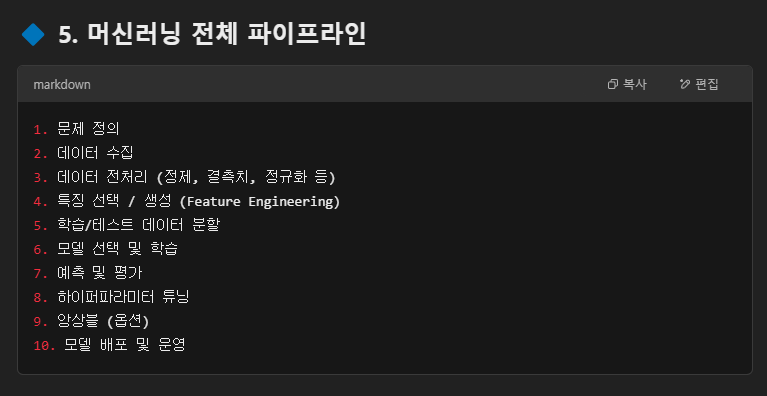 5. 머신러닝 전체 파이프라인
markdown 복사 편집
1. 문제 정의
2. 데이터 수집
3. 데이터 전처리 (정제, 결측치, 정규화 등)
4. 특징 선택 / 생성 (Feature Engineering)
5. 학습/테스트 데이터 분할
6. 모델 선택 및 학습
7. 예측 및 평가
8. 하이퍼파라미터 튜닝
9. 앙상블 (옵션)
10. 모델 배포 및 운영